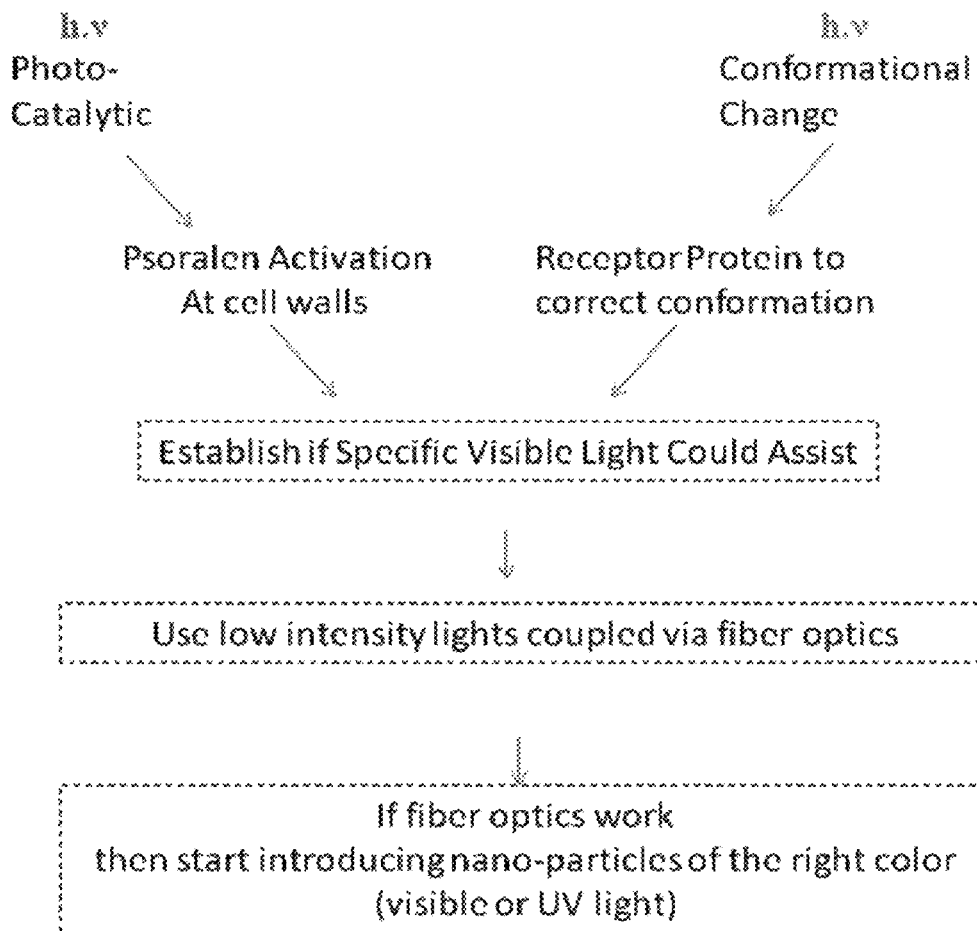 h.ν
Photo-
Catalytic
h.ν
Conformational
Change
Psoralen Activation
At cell walls
Receptor Protein to
correct conformation
Establish if Specific Visible Light Could Assist
Use low intensity lights coupled via fiber optics
If fiber optics work
then start introducing nano-particles of the right color
(visible or UV light)